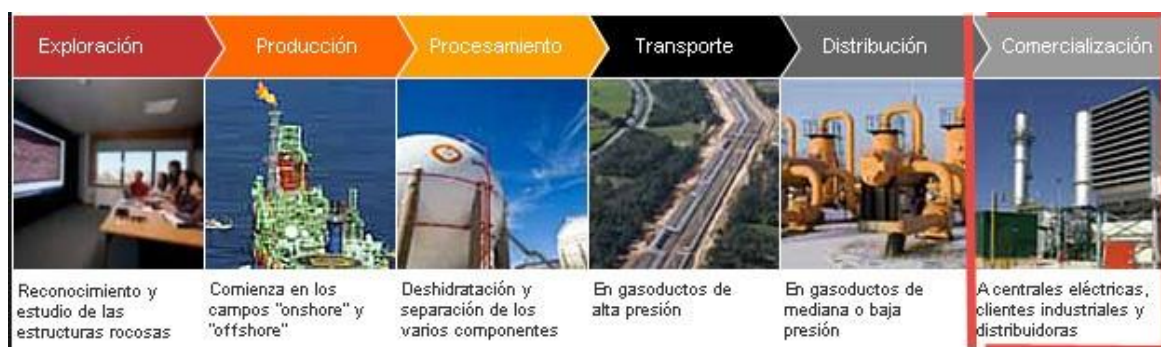 Exploración
Producción
Procesamiento
Transporte
Distribución
Comercialización
Reconocimiento y
estudio de las
estructuras rocosas
Comienza en los
campos "onshore" y
"offshore"
Deshidratación y
separación de los
varios componentes
En gasoductos de
alta presión
En gasoductos de
mediana o baja
presión
A centrales eléctricas,
clientes industriales y
distribuidoras